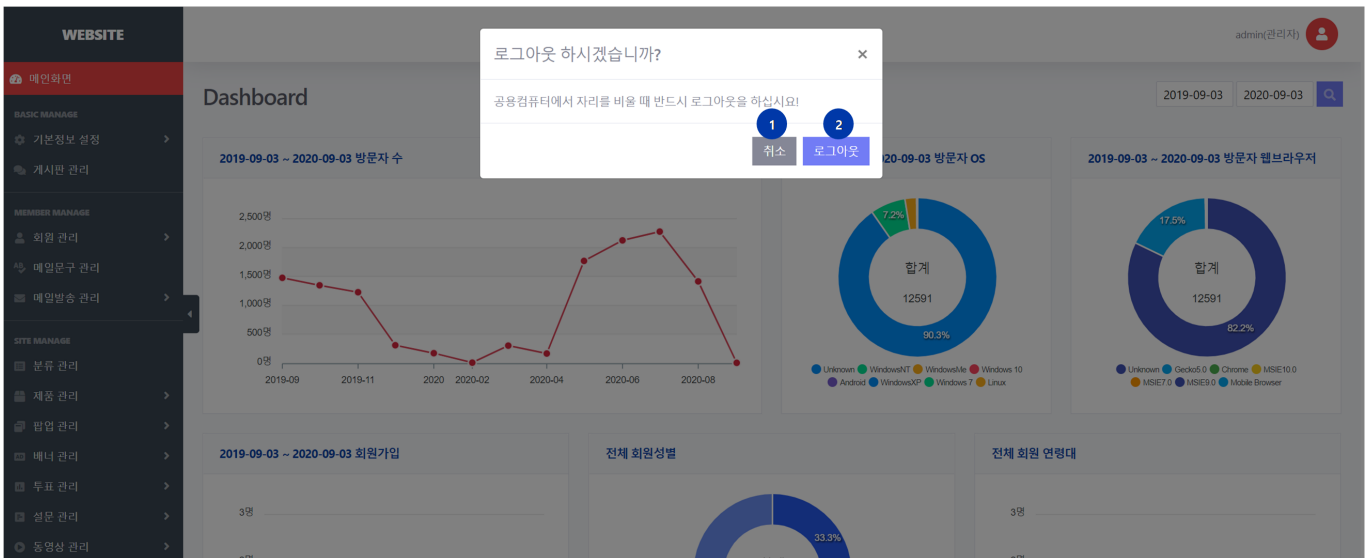 WEBSITE
admin(관리자)
로그아웃 하시겠습니까?
×
공용컴퓨터에서 자리를 비울 때 반드시 로그아웃을 하십시요!
1
2
취소
로그아웃
메인화면
BASIC MANAGE
기본정보 설정
게시판 관리
MEMBER MANAGE
회원 관리
메일문구 관리
메일발송 관리
SITE MANAGE
분류 관리
제품 관리
팝업 관리
배너 관리
투표 관리
설문 관리
동영상 관리
Dashboard
2019-09-03
2020-09-03
2019-09-03 ~ 2020-09-03 방문자 수
2,500명
2,000명
1,500명
1,000명
500명
0명
2019-09 2019-11 2020 2020-02 2020-04 2020-06 2020-08
020-09-03 방문자 OS
7.2%
합계
12591
90.3%
Unknown WindowsNT WindowsMe Windows 10
Android WindowsXP Windows 7 Linux
2019-09-03 ~ 2020-09-03 방문자 웹브라우저
17.5%
합계
12591
82.2%
Unknown Gecko5.0 Chrome MSIE10.0
MSIE7.0 MSIE9.0 Mobile Browser
2019-09-03 ~ 2020-09-03 회원가입
3명
전체 회원성별
33.3%
전체 회원 연령대
3명